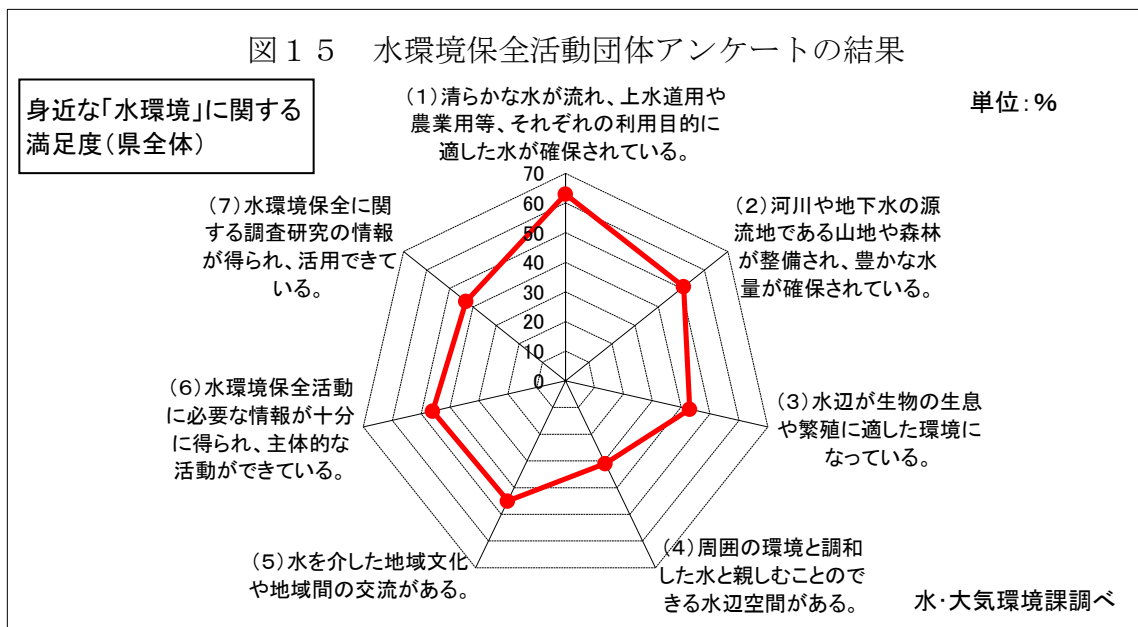 図15　水環境保全活動団体アンケートの結果
身近な「水環境」に関する
満足度(県全体)
単位:%
(1)清らかな水が流れ、上水道用や
農業用等、それぞれの利用目的に
適した水が確保されている。
(2)河川や地下水の源
流地である山地や森林
が整備され、豊かな水
量が確保されている。
(3)水辺が生物の生息
や繁殖に適した環境に
なっている。
(4)周囲の環境と調和
した水と親しむことので
きる水辺空間がある。
(5)水を介した地域文化
や地域間の交流がある。
(6)水環境保全活動
に必要な情報が十分
に得られ、主体的な
活動ができている。
(7)水環境保全に関
する調査研究の情報
が得られ、活用できて
いる。
70
60
50
40
30
20
10
0
水・大気環境課調べ